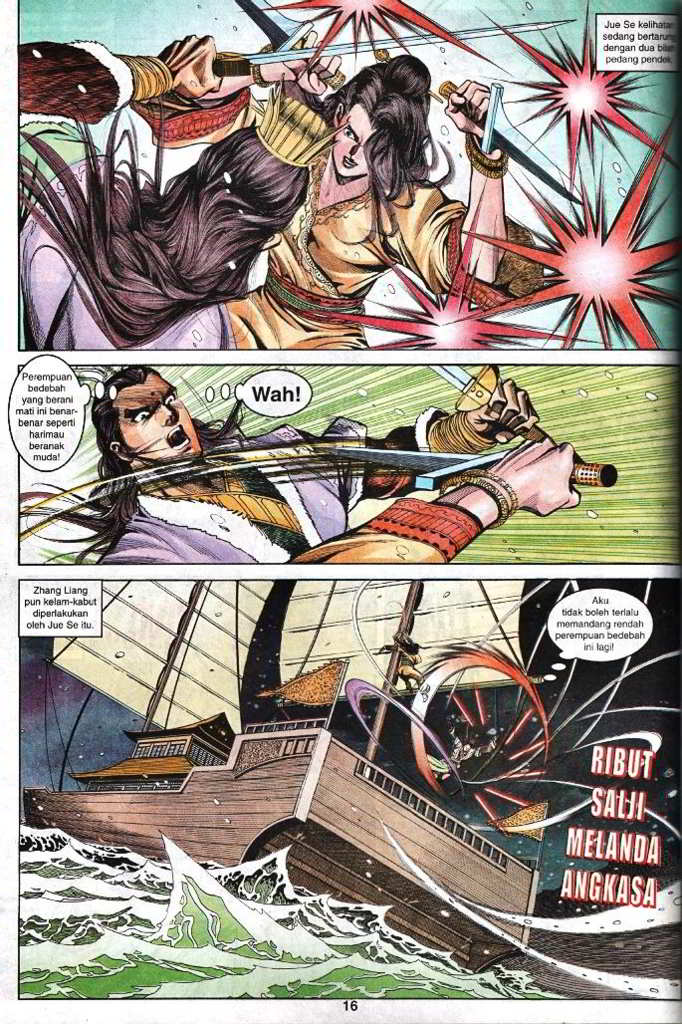 Jue Se kelihatan
sedang bertarung
dengan dua bilah
pedang pendek.
Perempuan
bedebah
yang berani
mati ini benar-
benar seperti
harimau
beranak
muda!
Wah!
Zhang Liang
pun kelam-kabut
diperlakukan
oleh Jue Se itu.
Aku
tidak boleh terlalu
memandang rendah
perempuan bedebah
ini lagi!
RIBUT
SALJI
MELANDA
ANGKASA
16